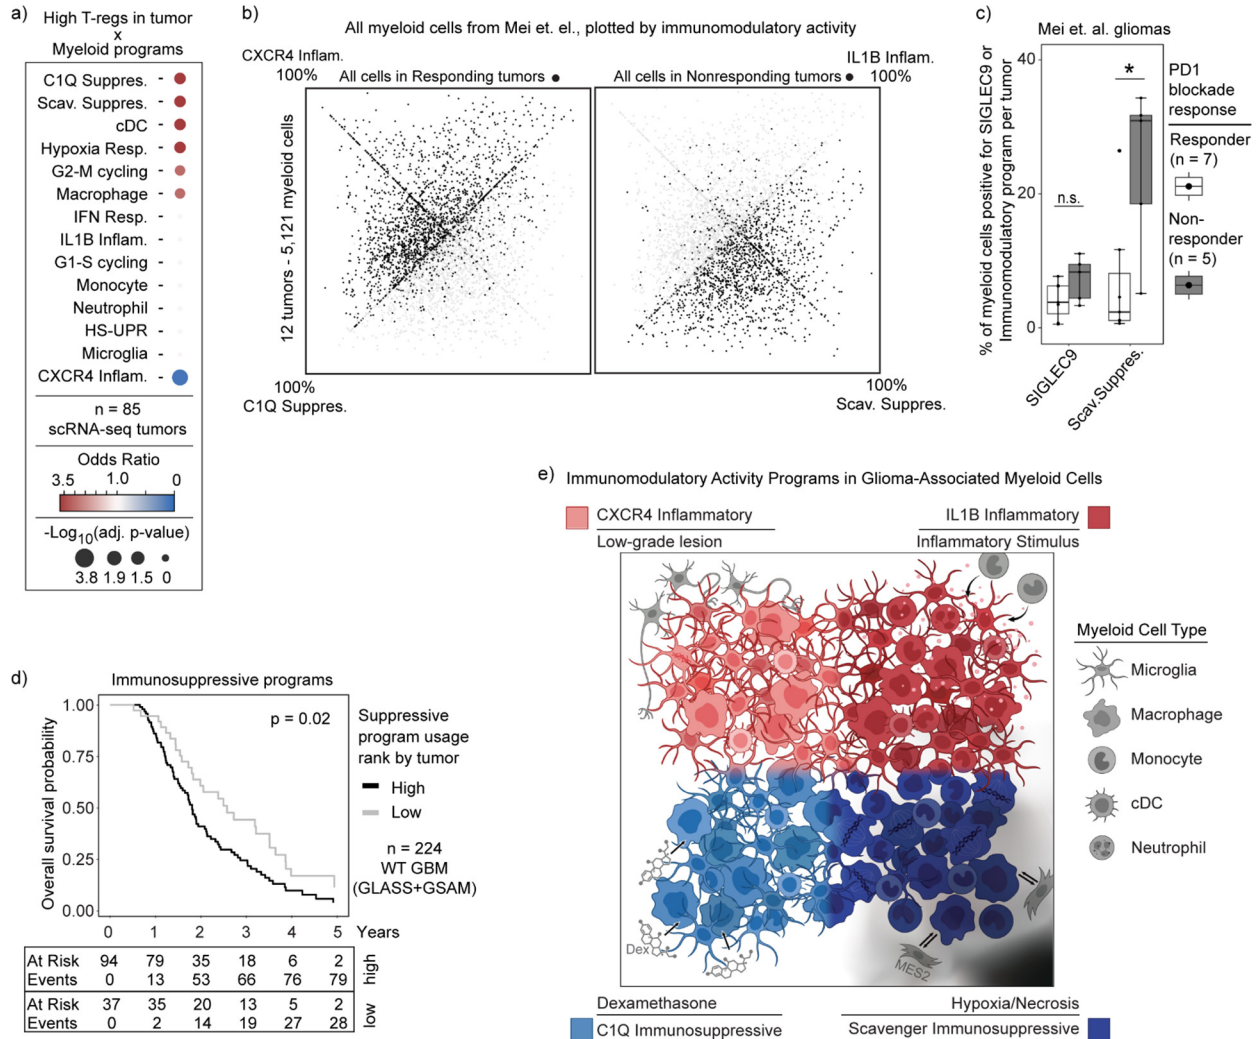 a)
High T-regs in tumor
x
Myeloid programs
C1Q Suppres. -
Scav. Suppres. -
cDC -
Hypoxia Resp. -
G2-M cycling -
Macrophage -
IFN Resp. -
IL1B Inflam. -
G1-S cycling -
Monocyte -
Neutrophil -
HS-UPR -
Microglia -
CXCR4 Inflam. -
n = 85
scRNA-seq tumors
Odds Ratio
3.5 1.0 0
-Log10(adj. p-value)
3.8 1.9 1.5 0
b)
All myeloid cells from Mei et. el., plotted by immunomodulatory activity
CXCR4 Inflam.
100%
IL1B Inflam.
100%
All cells in Responding tumors
All cells in Nonresponding tumors
12 tumors - 5,121 myeloid cells
100%
C1Q Suppres.
100%
Scav. Suppres.
c)
Mei et. al. gliomas
% of myeloid cells positive for SIGLEC9 or
Immunomodulatory program per tumor
40
20
0
n.s.
*
SIGLEC9
Scav.Suppres.
PD1
blockade
response
Responder
(n = 7)
Non-
responder
(n = 5)
d)
Immunosuppressive programs
Overall survival probability
1.00
0.75
0.50
0.25
0.00
p = 0.02
0 1 2 3 4 5 Years
Suppressive
program usage
rank by tumor
High
Low
n = 224
WT GBM
(GLASS+GSAM)
At Risk 94 79 35 18 6 2
Events 0 13 53 66 76 79
high
At Risk 37 35 20 13 5 2
Events 0 2 14 19 27 28
low
e)
Immunomodulatory Activity Programs in Glioma-Associated Myeloid Cells
CXCR4 Inflammatory
Low-grade lesion
IL1B Inflammatory
Inflammatory Stimulus
Dex
MES2
Dexamethasone
C1Q Immunosuppressive
Hypoxia/Necrosis
Scavenger Immunosuppressive
Myeloid Cell Type
Microglia
Macrophage
Monocyte
cDC
Neutrophil